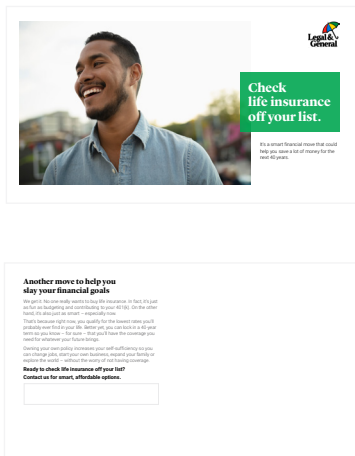 Legal &
General
Check
life insurance
off your list.
It's a smart financial move that could
help you save a lot of money for the
next 40 years.
Another move to help you
slay your financial goals
We get it. No one really wants to buy life insurance. In fact, it's just
as fun as budgeting and contributing to your 401(k). On the other
hand, it's also just as smart – especially now.
That's because right now, you qualify for the lowest rates you'll
probably ever find in your life. Better yet, you can lock in a 40-year
term so you know – for sure – that you'll have the coverage you
need for wherever your future brings.
Owning your own policy increases your self-sufficiency, so you
can change jobs, start your own business, expand your family or
explore the world – without the worry of not having coverage.
Ready to check life insurance off your list?
Contact us for smart, affordable options.